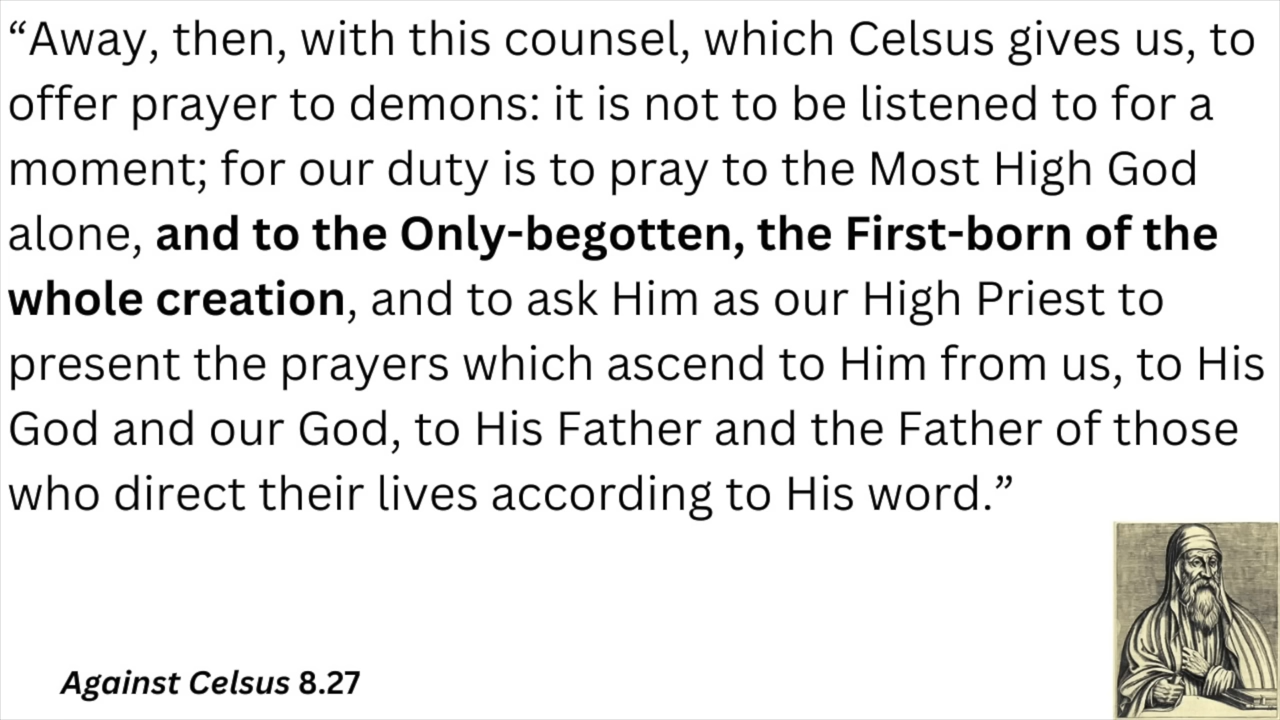 “Away, then, with this counsel, which Celsus gives us, to
offer prayer to demons: it is not to be listened to for a
moment; for our duty is to pray to the Most High God
alone, and to the Only-begotten, the First-born of the
whole creation, and to ask Him as our High Priest to
present the prayers which ascend to Him from us, to His
God and our God, to His Father and the Father of those
who direct their lives according to His word.”
Against Celsus 8.27